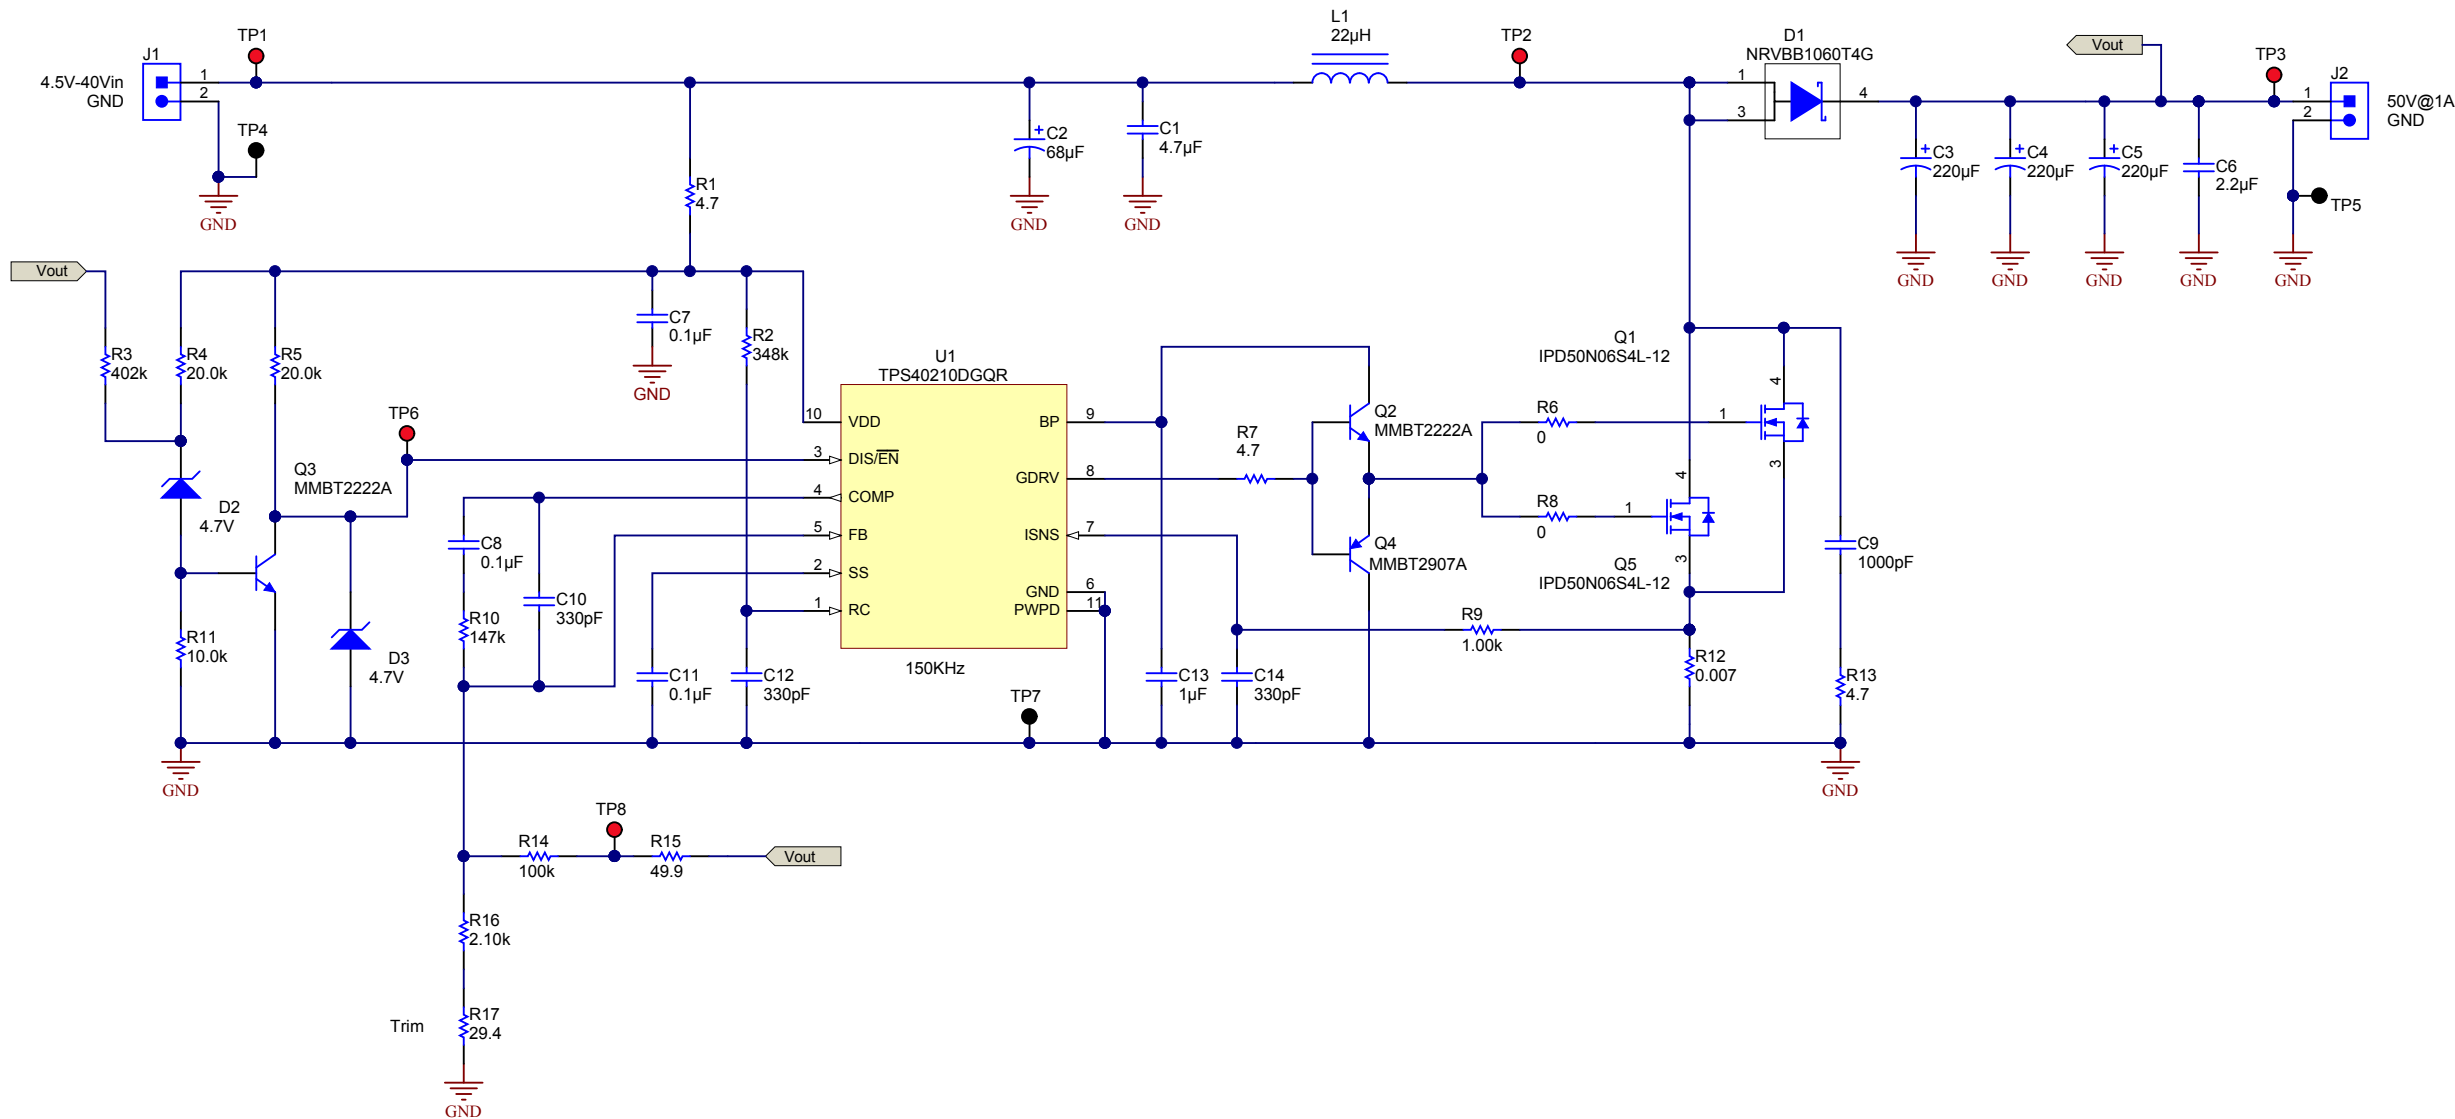 J1
4.5V-40Vin
GND
1
2
TP1
TP4
GND
L1
22µH
TP2
D1
NRVBB1060T4G
1
3
4
Vout
TP3
J2
1
2
50V@1A
GND
R1
4.7
C2
68µF
GND
C1
4.7µF
GND
C3
220µF
GND
C4
220µF
GND
C5
220µF
GND
C6
2.2µF
GND
TP5
GND
Vout
R3
402k
R4
20.0k
R5
20.0k
C7
0.1µF
GND
R2
348k
TP6
Q3
MMBT2222A
D2
4.7V
D3
4.7V
R11
10.0k
C8
0.1µF
R10
147k
C10
330pF
C11
0.1µF
C12
330pF
U1
TPS40210DGQR
10
VDD
3
DIS/EN
4
COMP
5
FB
2
SS
1
RC
BP
9
GDRV
8
ISNS
7
GND
6
PWPD
11
150KHz
TP7
R7
4.7
Q2
MMBT2222A
Q4
MMBT2907A
R6
0
R8
0
Q1
IPD50N06S4L-12
1
4
3
Q5
IPD50N06S4L-12
1
4
3
C9
1000pF
R9
1.00k
R12
0.007
R13
4.7
C13
1µF
C14
330pF
GND
GND
TP8
R14
100k
R15
49.9
Vout
R16
2.10k
Trim
R17
29.4
GND